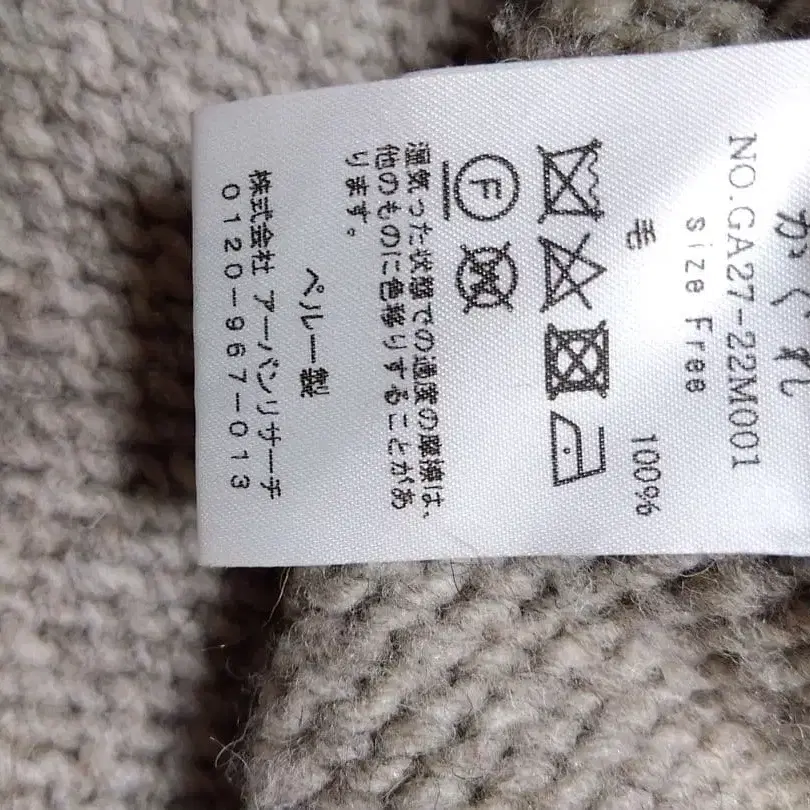 かぐれ
NO.GA27-22M001
Size Free
毛 100%
F
W
湿気った状態での過度の摩擦は、
他のものに色移りすることがあ
ります。
ペルー製
株式会社 アーバンリサーチ
0120-967-013